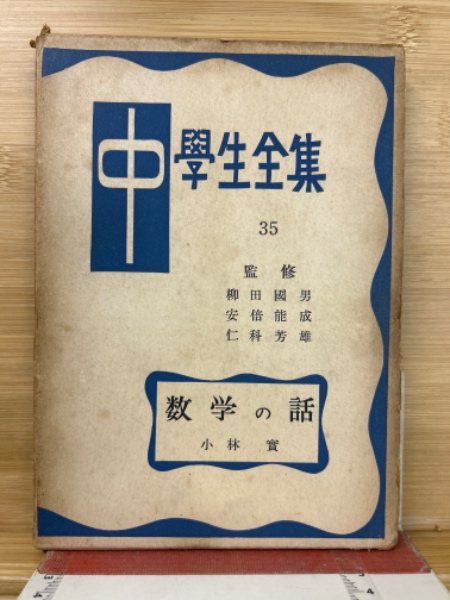 中學生全集
35
監修
柳田國男
安倍能成
仁科芳雄
数学の話
小林實